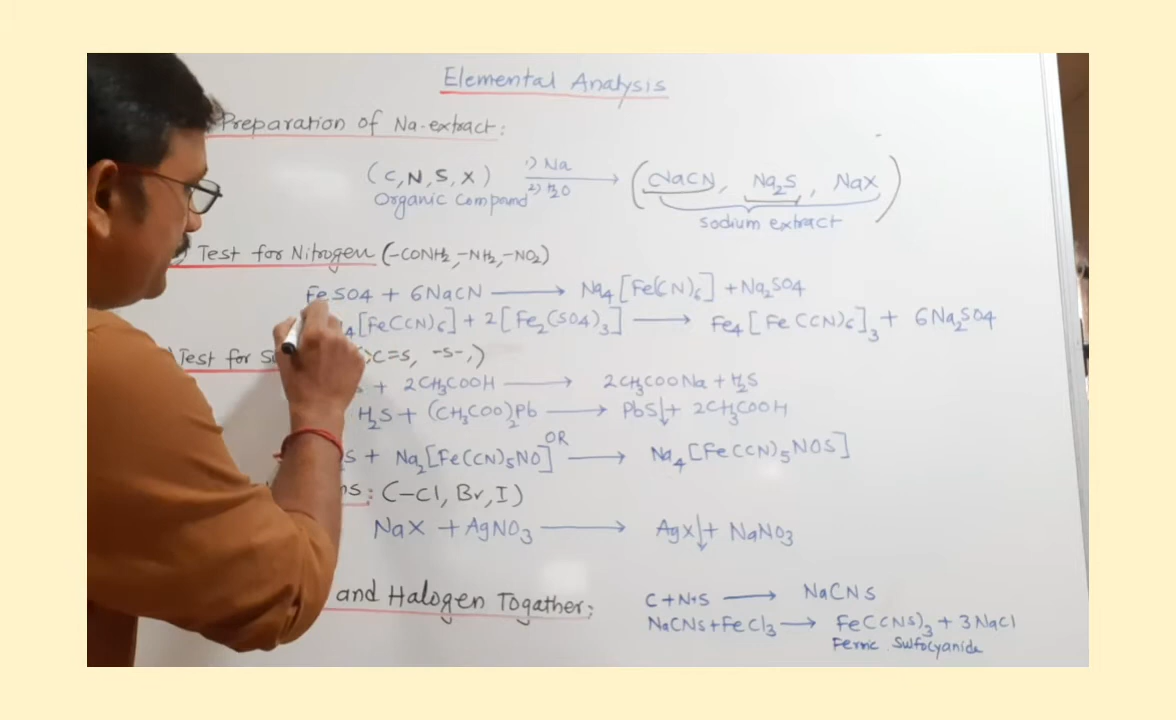 Elemental Analysis
Preparation of Na-extract:
(C, N, S, X) 1) Na 2) H2O ⟶ (NaCN, Na2S, NaX)
Organic Compound
sodium extract
) Test for Nitrogen (-CONH2, -NH2, -NO2)
FeSO4 + 6NaCN ⟶ Na4[Fe(CN)6] + Na2SO4
4[Fe(CN)6] + 2[Fe2(SO4)3] ⟶ Fe4[Fe(CN)6]3 + 6Na2SO4
Test for C=S, -S-,)
S + 2CH3COOH ⟶ 2CH3COONa + H2S
H2S + (CH3COO)2Pb ⟶ PbS↓ + 2CH3COOH
OR
S + Na2[Fe(CN)5NO] ⟶ Na4[Fe(CN)5NOS]
ns: (-Cl, Br, I)
NaX + AgNO3 ⟶ AgX↓ + NaNO3
and Halogen Togather:
C+N+S ⟶ NaCNS
NaCNS+FeCl3 ⟶ Fe(CNS)3 + 3NaCl
Ferric Sulfocyanide